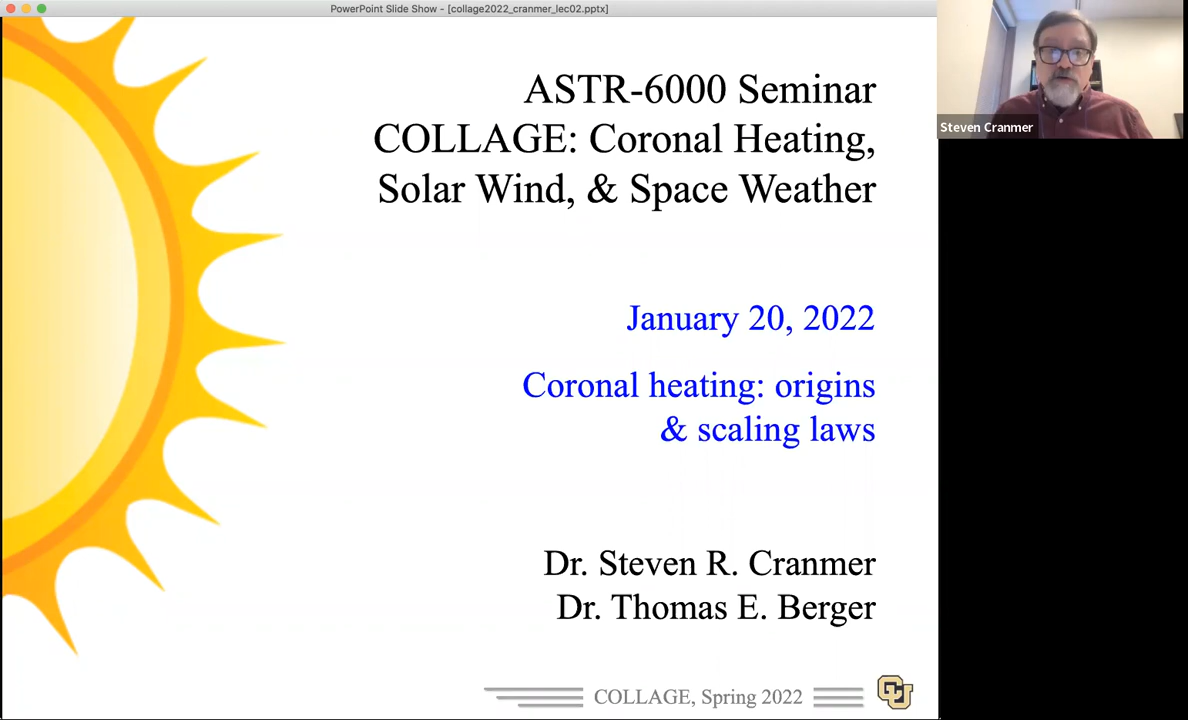 PowerPoint Slide Show - [collage2022_cranmer_lec02.pptx]
ASTR-6000 Seminar
COLLAGE: Coronal Heating,
Solar Wind, & Space Weather
January 20, 2022
Coronal heating: origins
& scaling laws
Dr. Steven R. Cranmer
Dr. Thomas E. Berger
COLLAGE, Spring 2022
CU
Steven Cranmer